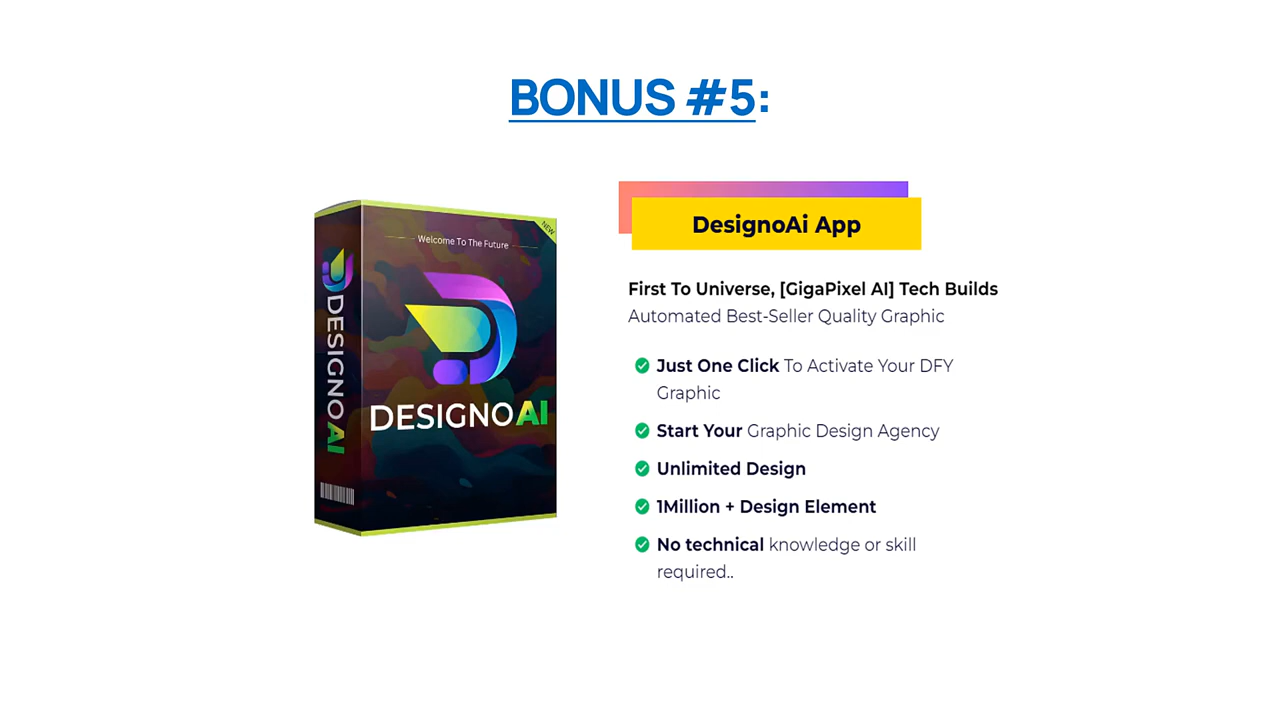 BONUS #5:
DesignoAi App
NEW
Welcome To The Future
DESIGNO AI
DESIGNO AI
First To Universe, [GigaPixel AI] Tech Builds
Automated Best-Seller Quality Graphic
Just One Click To Activate Your DFY
Graphic
Start Your Graphic Design Agency
Unlimited Design
1Million + Design Element
No technical knowledge or skill
required..